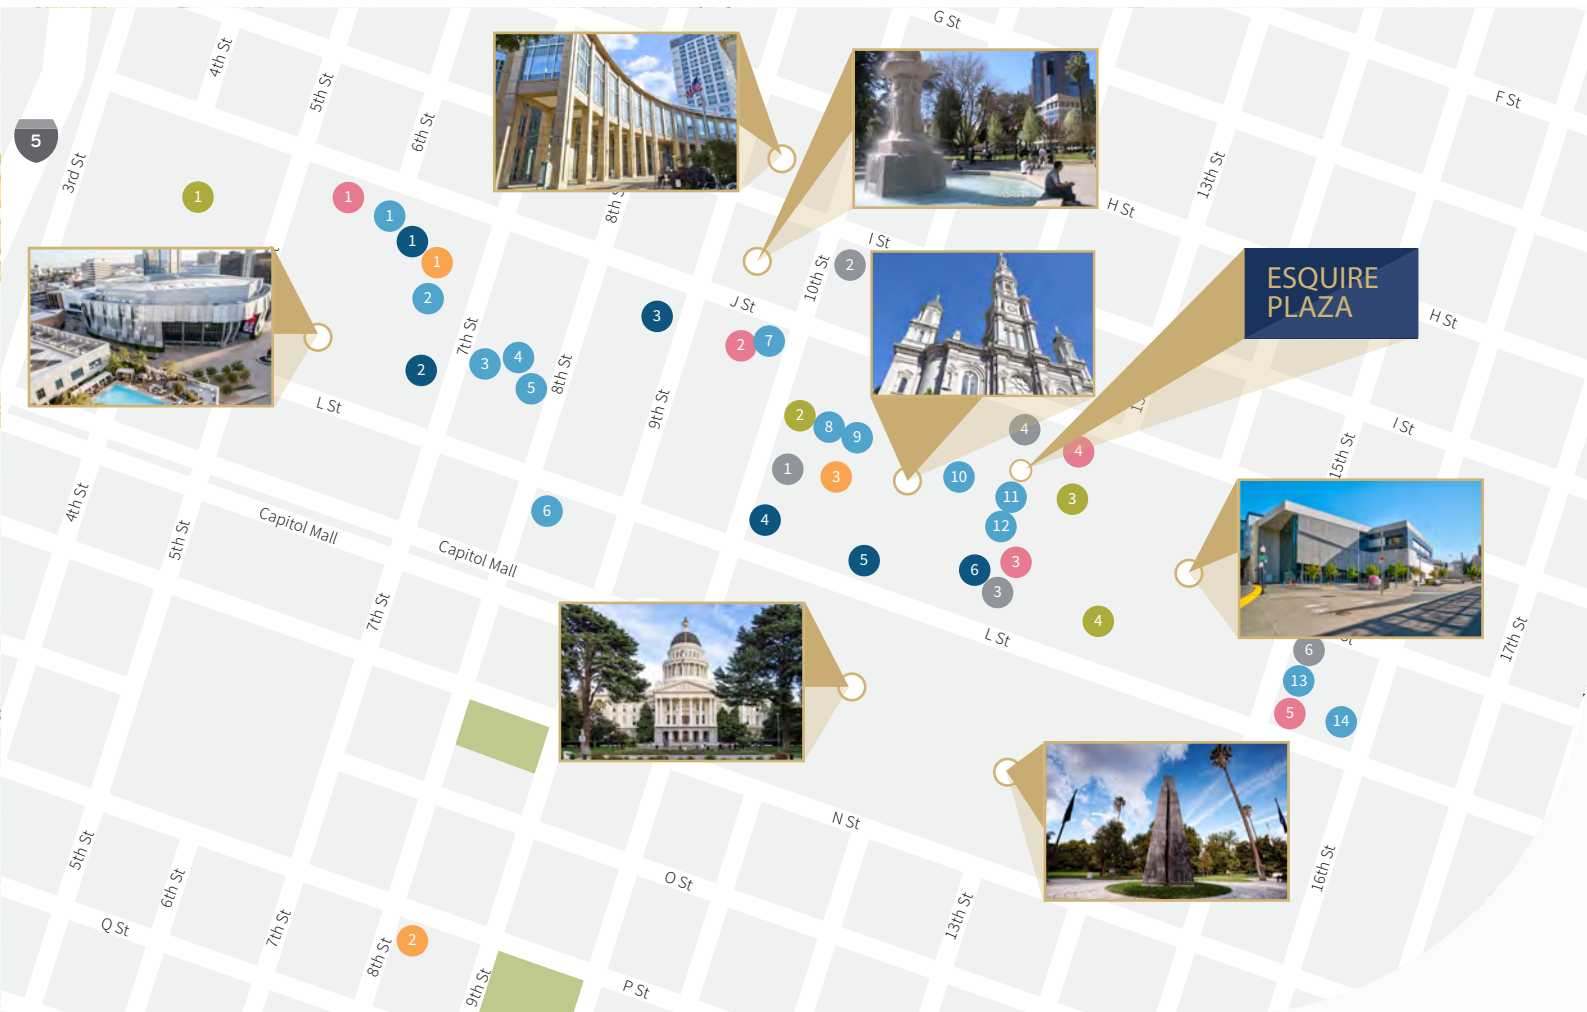 G St
4th St
5th St
F St
6th St
5
3rd St
13th St
1
1
8th
H St
1
1
I St
1
2
10th St
ESQUIRE
PLAZA
2
J St
3
H St
7th St
2
7
3
4
2
5
8th St
9th St
L St
2
8
9
4
4
I St
1
3
10
15th St
11
3
4th St
6
4
12
Capitol Mall
5th St
Capitol Mall
5
6
3
3
7th St
4
L St
17th St
6
13
5
14
N St
5th St
6th St
O St
16th St
13th St
7th St
Q St
8th St
2
9th St
P St